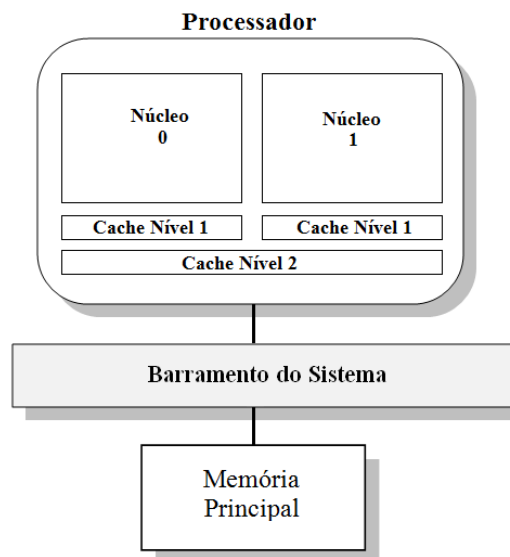 Processador
Núcleo
0
Núcleo
1
Cache Nível 1
Cache Nível 1
Cache Nível 2
Barramento do Sistema
Memória
Principal